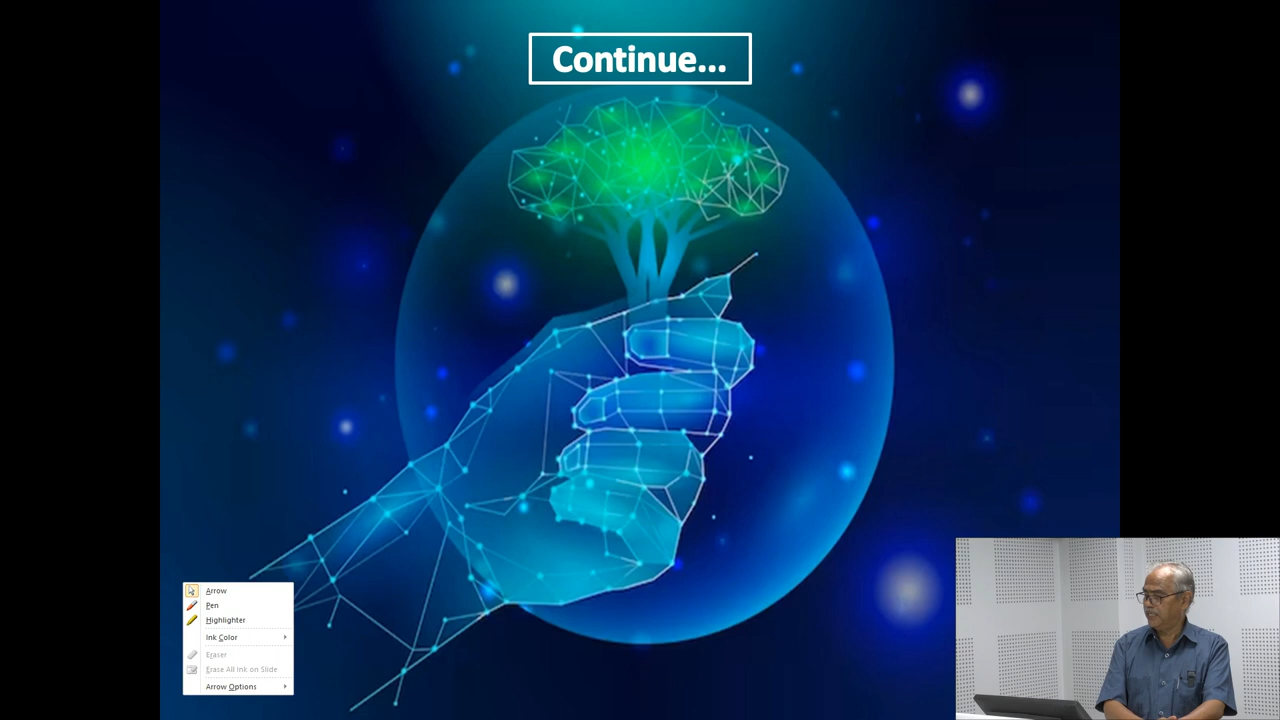 Continue...
Arrow
Pen
Highlighter
Ink Color
Eraser
Erase All Ink on Slide
Arrow Options